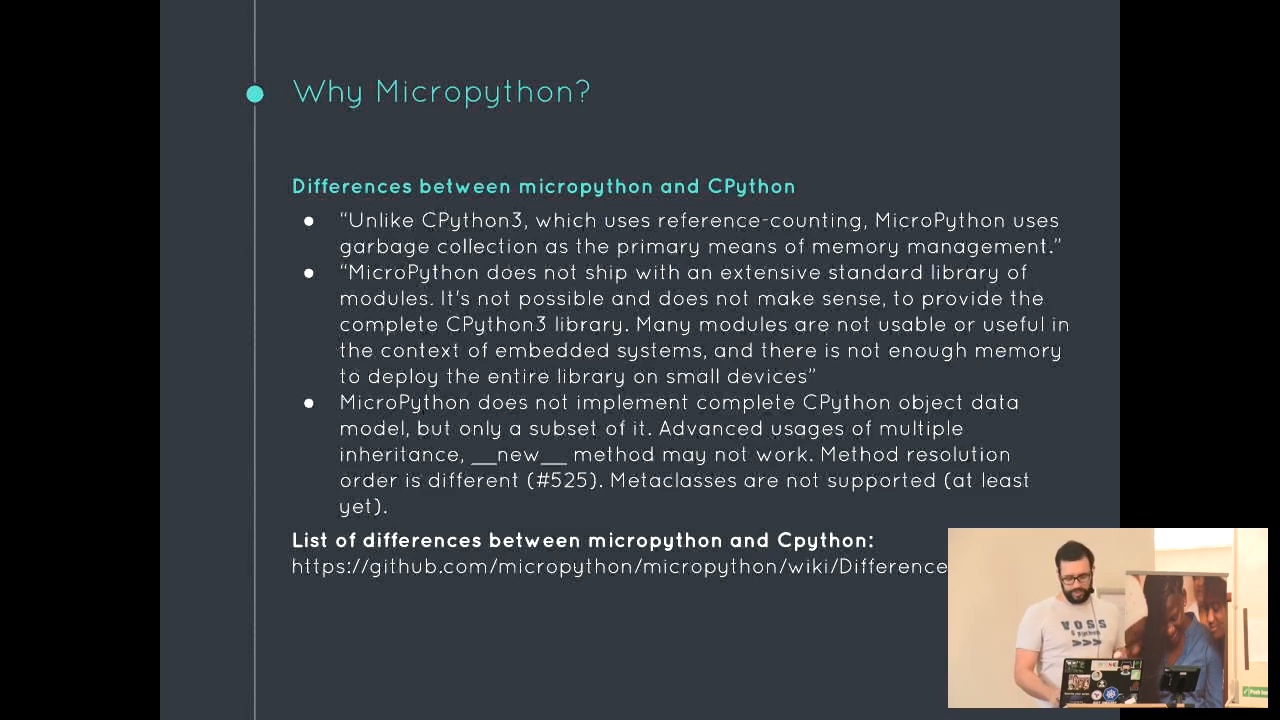 Why Micropython?
Differences between micropython and CPython
● “Unlike CPython3, which uses reference-counting, MicroPython uses
garbage collection as the primary means of memory management.”
● “MicroPython does not ship with an extensive standard library of
modules. It's not possible and does not make sense, to provide the
complete CPython3 library. Many modules are not usable or useful in
the context of embedded systems, and there is not enough memory
to deploy the entire library on small devices”
● MicroPython does not implement complete CPython object data
model, but only a subset of it. Advanced usages of multiple
inheritance, __new__ method may not work. Method resolution
order is different (#525). Metaclasses are not supported (at least
yet).
List of differences between micropython and Cpython:
https://github.com/micropython/micropython/wiki/Difference
VOSS
& python
>>>